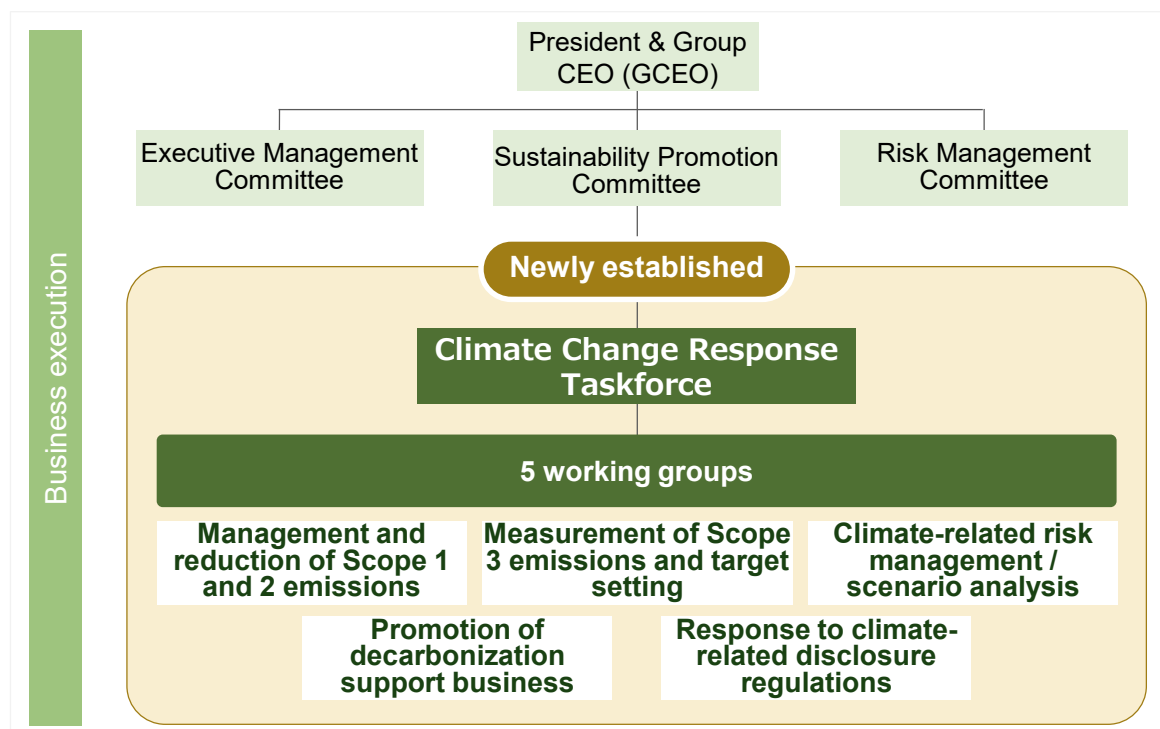 President & Group
CEO (GCEO)
Executive Management
Committee
Sustainability Promotion
Committee
Risk Management
Committee
Business execution
Newly established
Climate Change Response
Taskforce
5 working groups
Management and
reduction of Scope 1
and 2 emissions
Measurement of Scope
3 emissions and target
setting
Climate-related risk
management /
scenario analysis
Promotion of
decarbonization
support business
Response to climate-
related disclosure
regulations